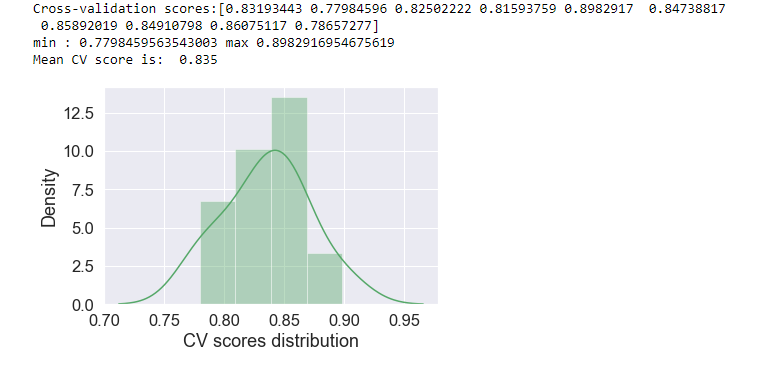 Cross-validation scores:[0.83193443 0.77984596 0.82502222 0.81593759 0.8982917  0.84738817
 0.85892019 0.84910798 0.86075117 0.78657277]
min : 0.7798459563543003 max 0.8982916954675619
Mean CV score is:  0.835
12.5
10.0
7.5
5.0
2.5
0.0
Density
0.70 0.75 0.80 0.85 0.90 0.95
CV scores distribution